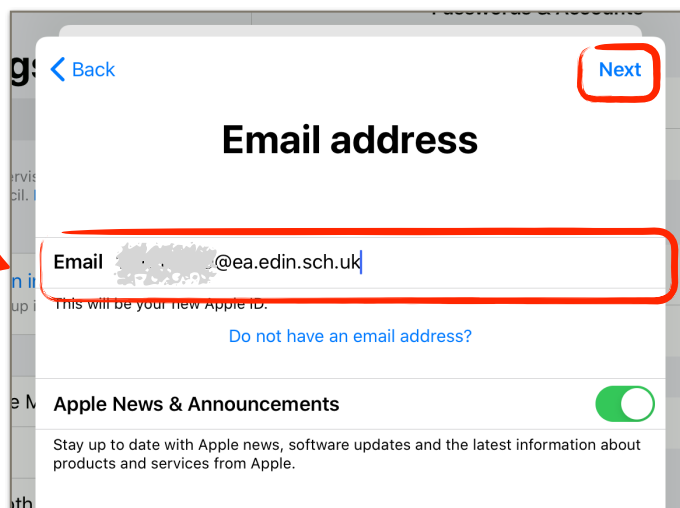 Back
Next
Email address
Email @ea.edin.sch.uk
This will be your new Apple ID.
Do not have an email address?
Apple News & Announcements
Stay up to date with Apple news, software updates and the latest information about
products and services from Apple.